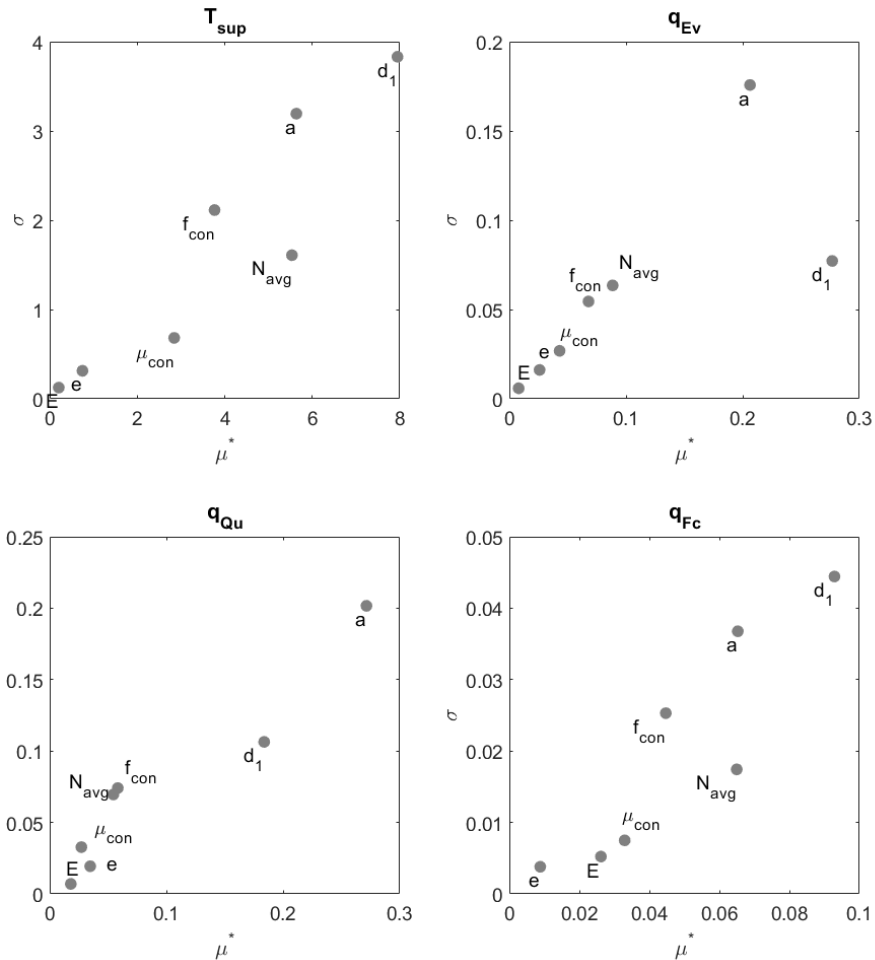 T_sup
4
3
2
1
0
σ
d_1
a
f_con
N_avg
μ_con
e
E
0 2 4 6 8
μ*
q_Ev
0.2
0.15
0.1
0.05
0
σ
a
d_1
N_avg
f_con
μ_con
e
E
0 0.1 0.2 0.3
μ*
q_Qu
0.25
0.2
0.15
0.1
0.05
0
a
d_1
f_con
N_avg
μ_con
E e
0 0.1 0.2 0.3
μ*
q_Fc
0.05
0.04
0.03
0.02
0.01
0
σ
d_1
a
f_con
N_avg
μ_con
E
e
0 0.02 0.04 0.06 0.08 0.1
μ*